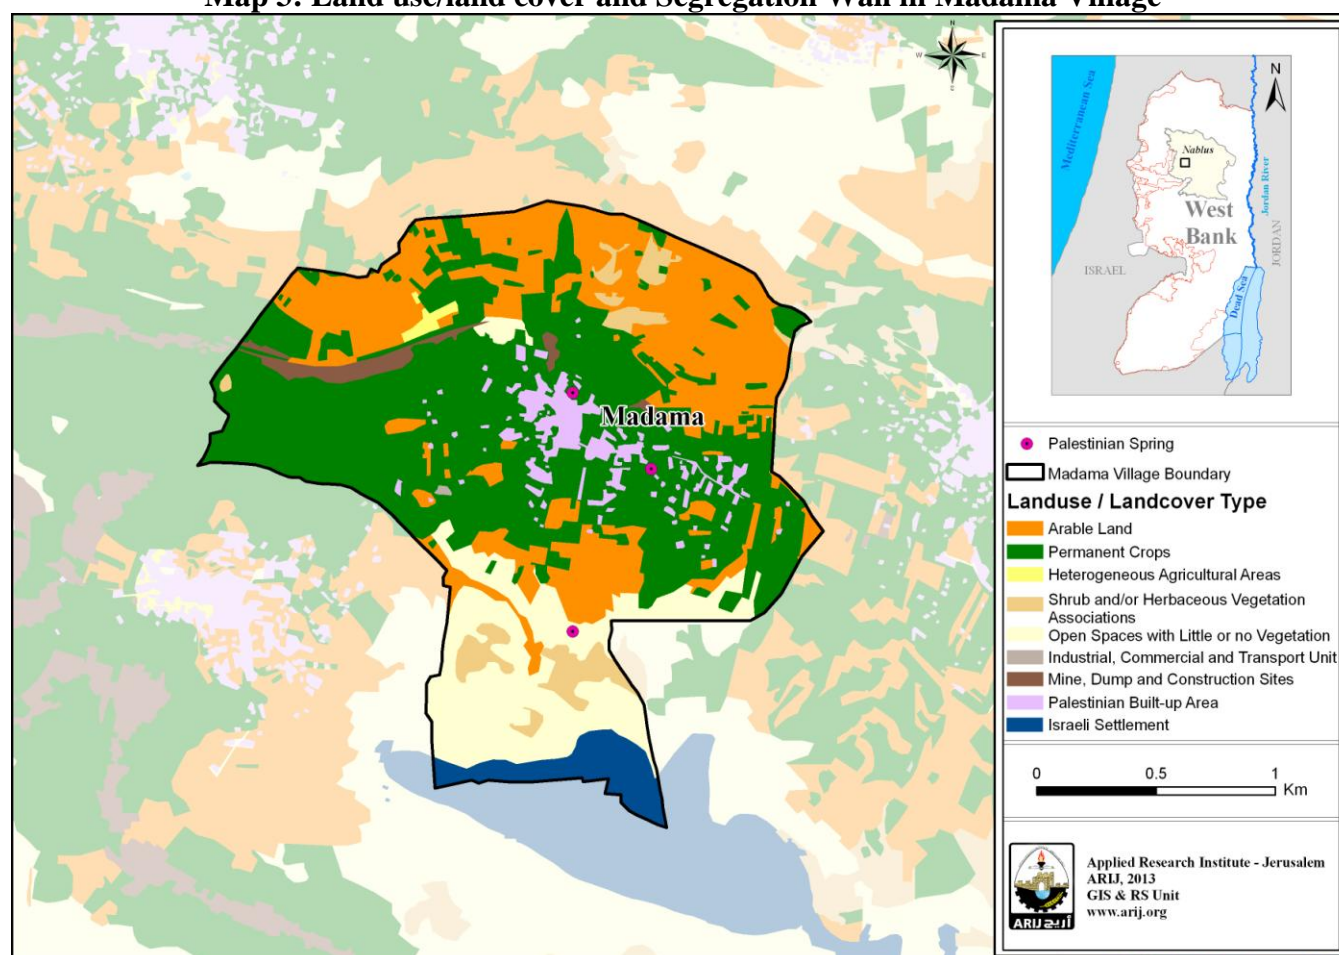 Map 3: Land use/land cover and Segregation Wall in Madama Village
N
W
E
Madama
N
Mediterranean Sea
Nablus
West
Bank
Jordan River
JORDAN
ISRAEL
Dead Sea
Palestinian Spring
Madama Village Boundary
Landuse / Landcover Type
Arable Land
Permanent Crops
Heterogeneous Agricultural Areas
Shrub and/or Herbaceous Vegetation
Associations
Open Spaces with Little or no Vegetation
Industrial, Commercial and Transport Unit
Mine, Dump and Construction Sites
Palestinian Built-up Area
Israeli Settlement
0 0.5 1
Km
Applied Research Institute - Jerusalem
ARIJ, 2013
GIS & RS Unit
www.arij.org
ARIJ أريج